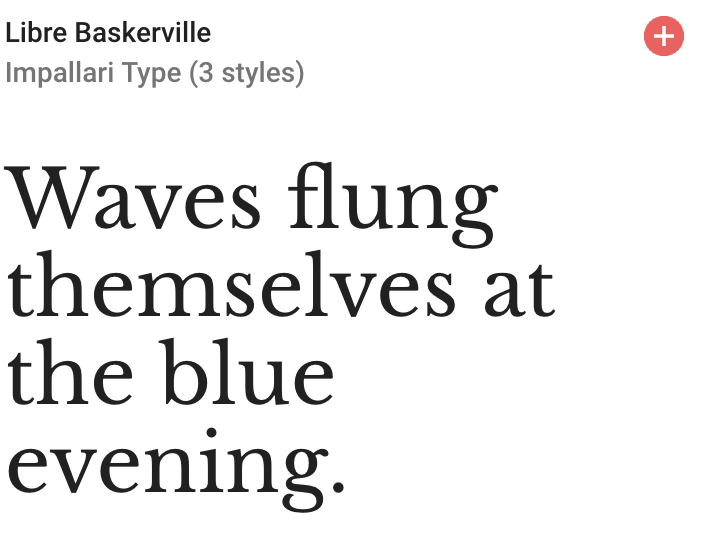 Libre Baskerville
Impallari Type (3 styles)
Waves flung
themselves at
the blue
evening.